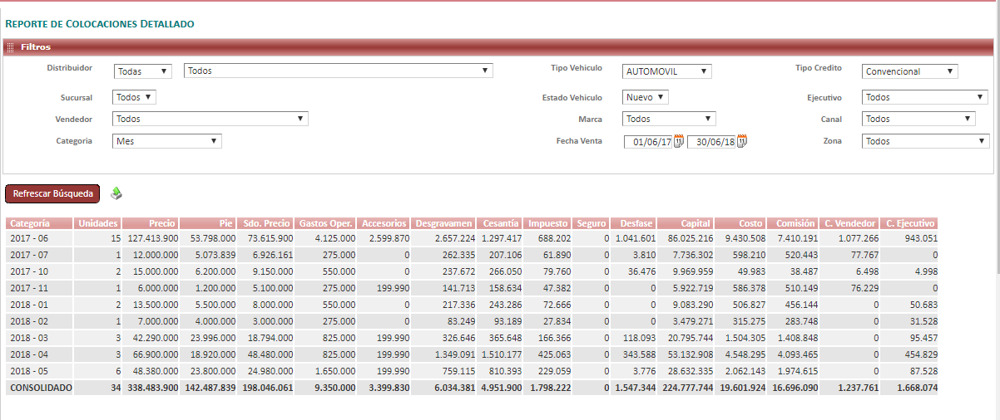 REPORTE DE COLOCACIONES DETALLADO
Filtros
Distribuidor Todas Todos Tipo Vehiculo AUTOMOVIL Tipo Credito Convencional
Sucursal Todos Estado Vehiculo Nuevo Ejecutivo Todos
Vendedor Todos Marca Todos Canal Todos
Categoria Mes Fecha Venta 01/06/17 11 30/06/18 11 Zona Todos
Refrescar Búsqueda
Categoría Unidades Precio Pie Sdo. Precio Gastos Oper. Accesorios Desgravamen Cesantía Impuesto Seguro Desfase Capital Costo Comisión C. Vendedor C. Ejecutivo
2017 - 06 15 127.413.900 53.798.000 73.615.900 4.125.000 2.599.870 2.657.224 1.297.417 688.202 0 1.041.601 86.025.216 9.430.508 7.410.191 1.077.266 943.051
2017 - 07 1 12.000.000 5.073.839 6.926.161 275.000 0 262.335 207.106 61.890 0 3.810 7.736.302 598.210 520.443 77.767 0
2017 - 10 2 15.000.000 6.200.000 9.150.000 550.000 0 237.672 266.050 79.760 0 36.476 9.969.959 49.983 38.487 6.498 4.998
2017 - 11 1 6.000.000 1.200.000 5.100.000 275.000 199.990 141.713 158.634 47.382 0 0 5.922.719 586.378 510.149 76.229 0
2018 - 01 2 13.500.000 5.500.000 8.000.000 550.000 0 217.336 243.286 72.666 0 0 9.083.290 506.827 456.144 0 50.683
2018 - 02 1 7.000.000 4.000.000 3.000.000 275.000 0 83.249 93.189 27.834 0 0 3.479.271 315.275 283.748 0 31.528
2018 - 03 3 42.290.000 23.996.000 18.794.000 825.000 199.990 326.646 365.648 166.366 0 118.093 20.795.744 1.504.305 1.408.848 0 95.457
2018 - 04 3 66.900.000 18.920.000 48.480.000 825.000 199.990 1.349.091 1.510.177 425.063 0 343.588 53.132.908 4.548.295 4.093.465 0 454.829
2018 - 05 6 48.380.000 23.800.000 24.980.000 1.650.000 199.990 759.115 810.393 229.059 0 3.776 28.632.335 2.062.143 1.974.615 0 87.528
CONSOLIDADO 34 338.483.900 142.487.839 198.046.061 9.350.000 3.399.830 6.034.381 4.951.900 1.798.222 0 1.547.344 224.777.744 19.601.924 16.696.090 1.237.761 1.668.074